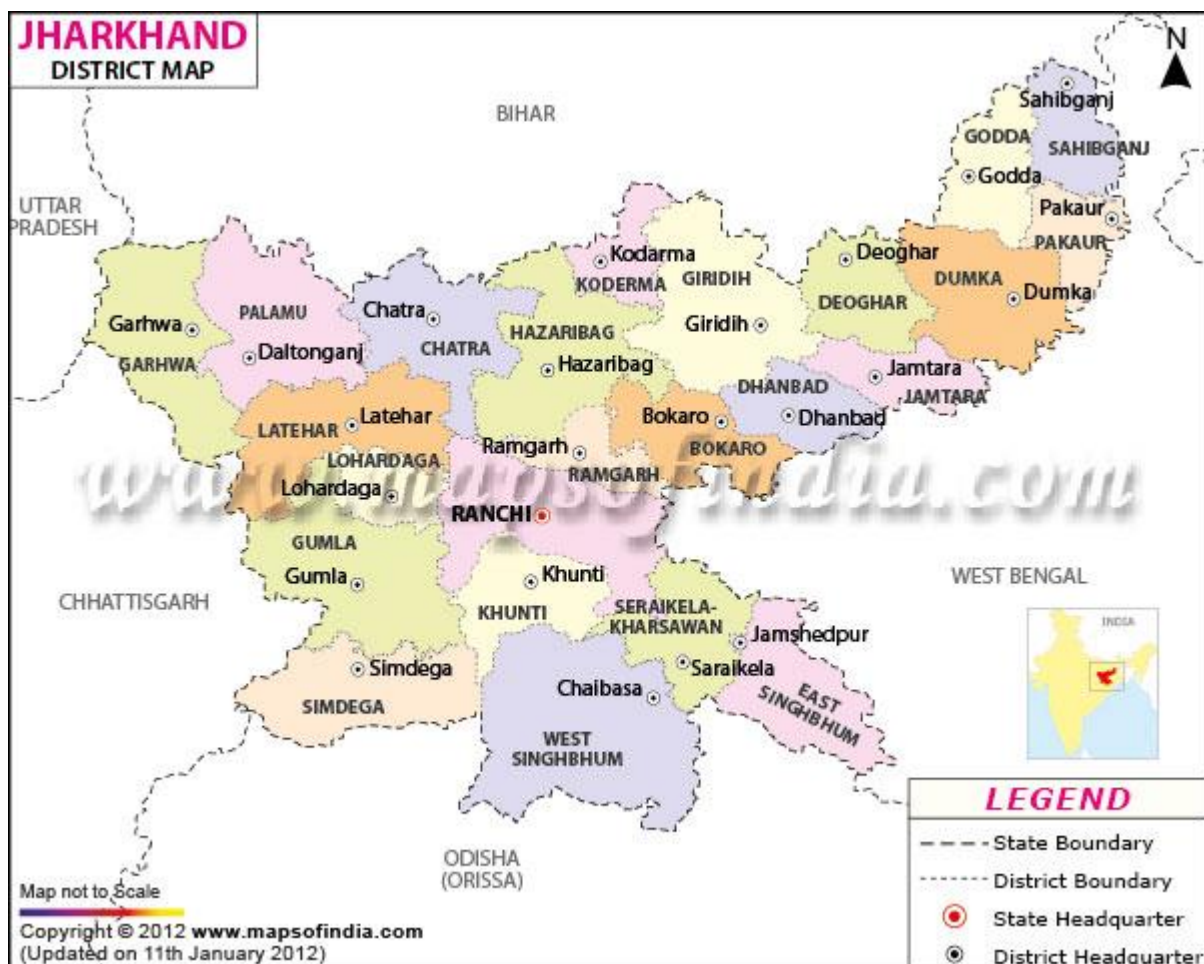 JHARKHAND
DISTRICT MAP
N
BIHAR
UTTAR
PRADESH
Sahibganj
GODDA
SAHIBGANJ
Godda
Pakaur
PAKAUR
Kodarma
KODERMA
GIRIDIH
Deoghar
DEOGHAR
DUMKA
Dumka
Garhwa
GARHWA
PALAMU
Daltonganj
Chatra
CHATRA
HAZARIBAG
Hazaribag
Giridih
DHANBAD
Dhanbad
Jamtara
JAMTARA
Latehar
LATEHAR
Bokaro
BOKARO
LOHARDAGA
Lohardaga
Ramgarh
RAMGARH
www.mapsofindia.com
RANCHI
GUMLA
Gumla
Khunti
KHUNTI
CHHATTISGARH
WEST BENGAL
SERAIKELA-
KHARSAWAN
Jamshedpur
Saraikela
Simdega
SIMDEGA
Chaibasa
EAST
SINGHBHUM
WEST
SINGHBHUM
INDIA
ODISHA
(ORISSA)
LEGEND
State Boundary
District Boundary
State Headquarter
District Headquarter
Map not to Scale
Copyright © 2012 www.mapsofindia.com
(Updated on 11th January 2012)